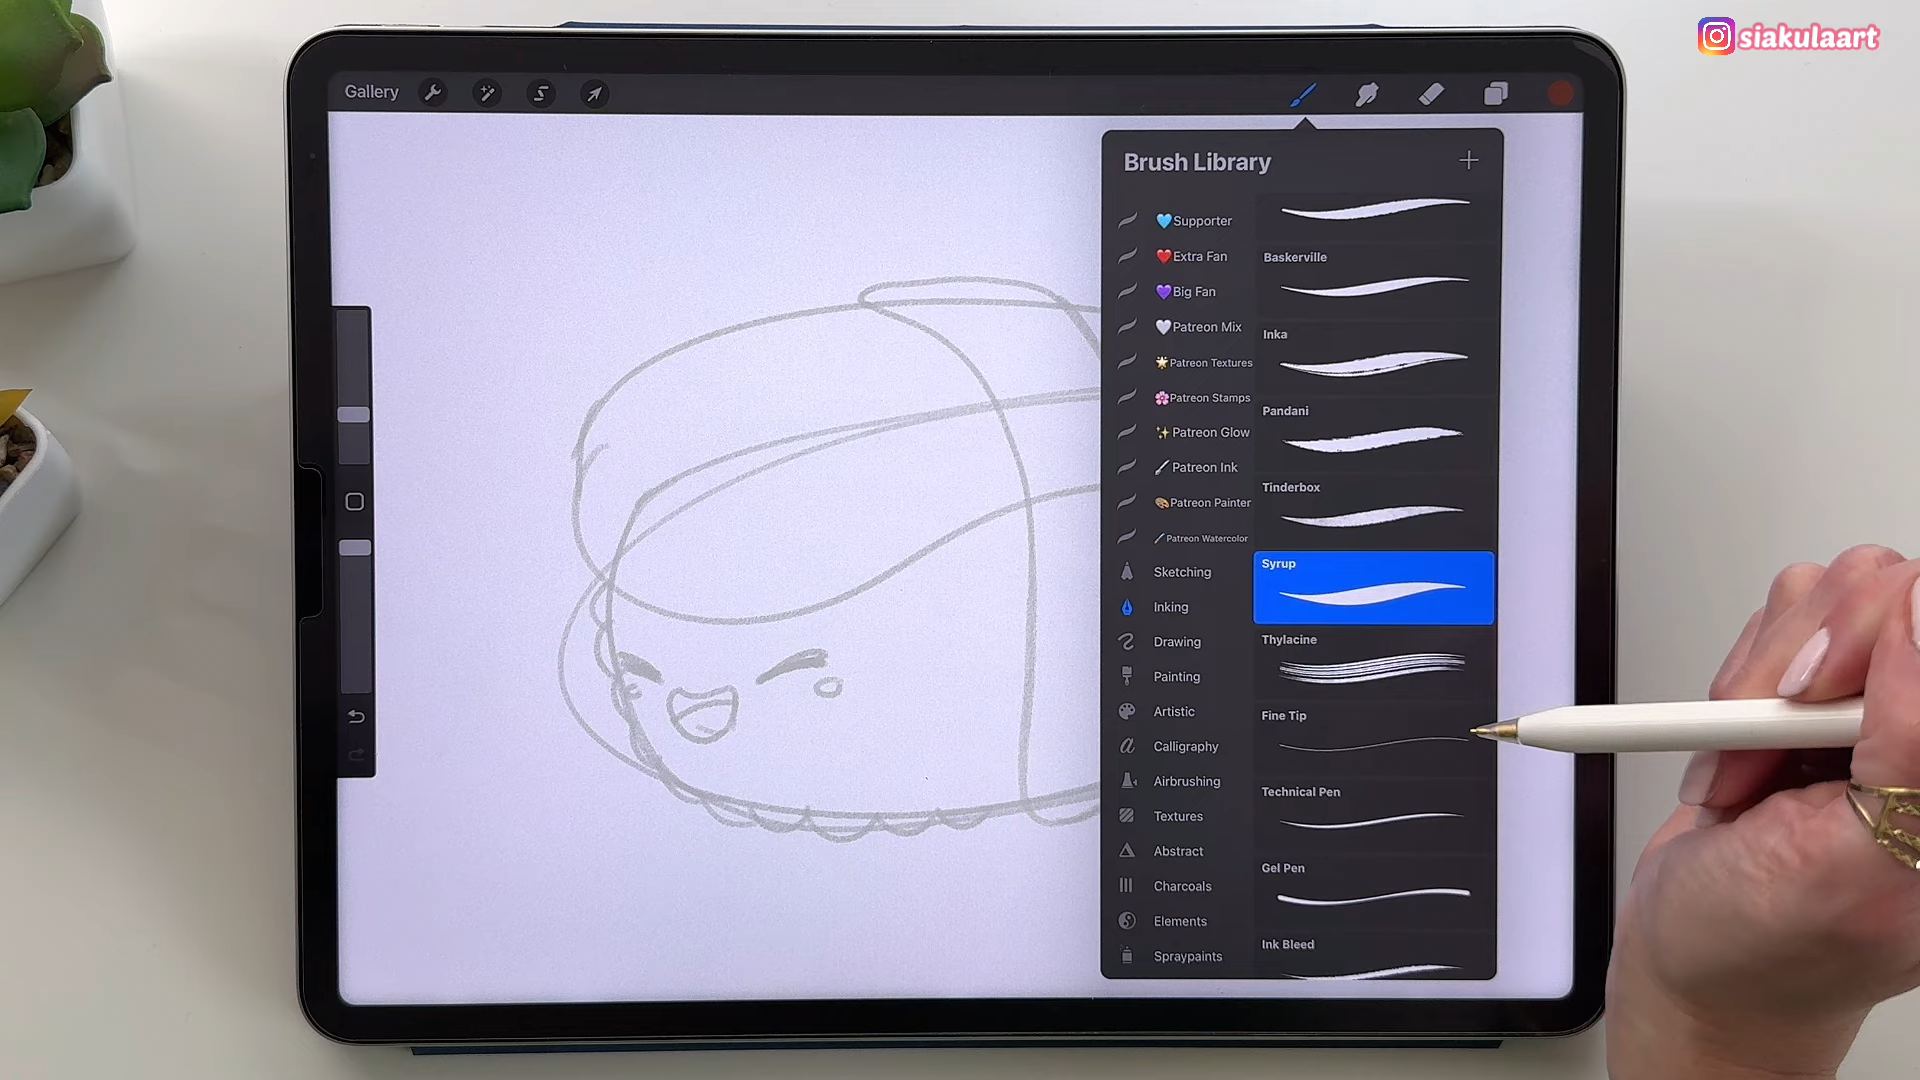 siakulaart
Gallery
Brush Library
Supporter
Extra Fan
Big Fan
Patreon Mix
Patreon Textures
Patreon Stamps
Patreon Glow
Patreon Ink
Patreon Painter
Patreon Watercolor
Sketching
Inking
Drawing
Painting
Artistic
Calligraphy
Airbrushing
Textures
Abstract
Charcoals
Elements
Spraypaints
Baskerville
Inka
Pandani
Tinderbox
Syrup
Thylacine
Fine Tip
Technical Pen
Gel Pen
Ink Bleed